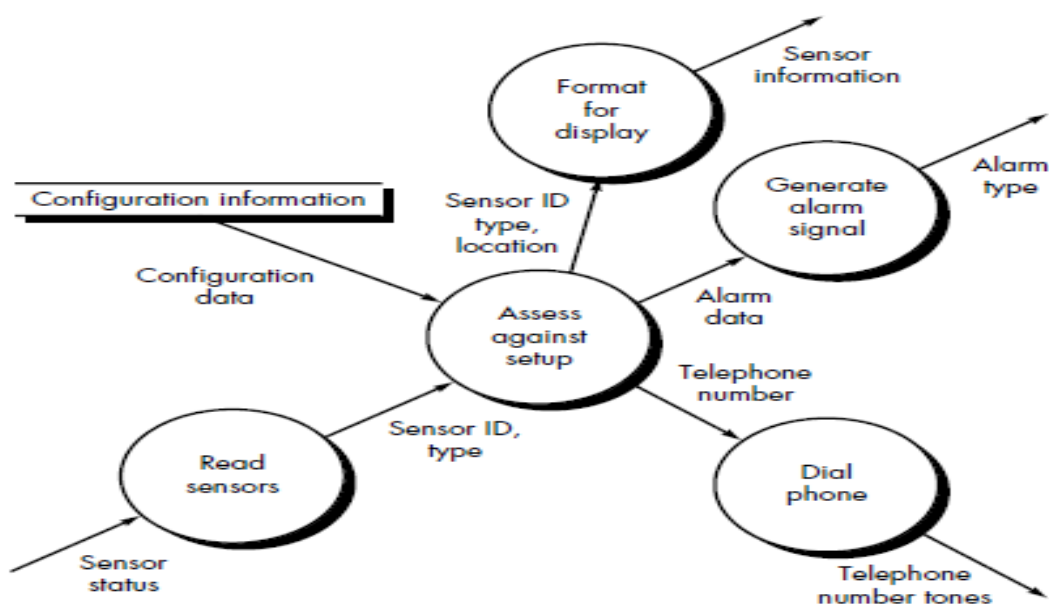 Format
for
display
Sensor
information
Generate
alarm
signal
Alarm
type
Configuration information
Sensor ID
type,
location
Configuration
data
Assess
against
setup
Alarm
data
Telephone
number
Sensor ID,
type
Read
sensors
Dial
phone
Sensor
status
Telephone
number tones